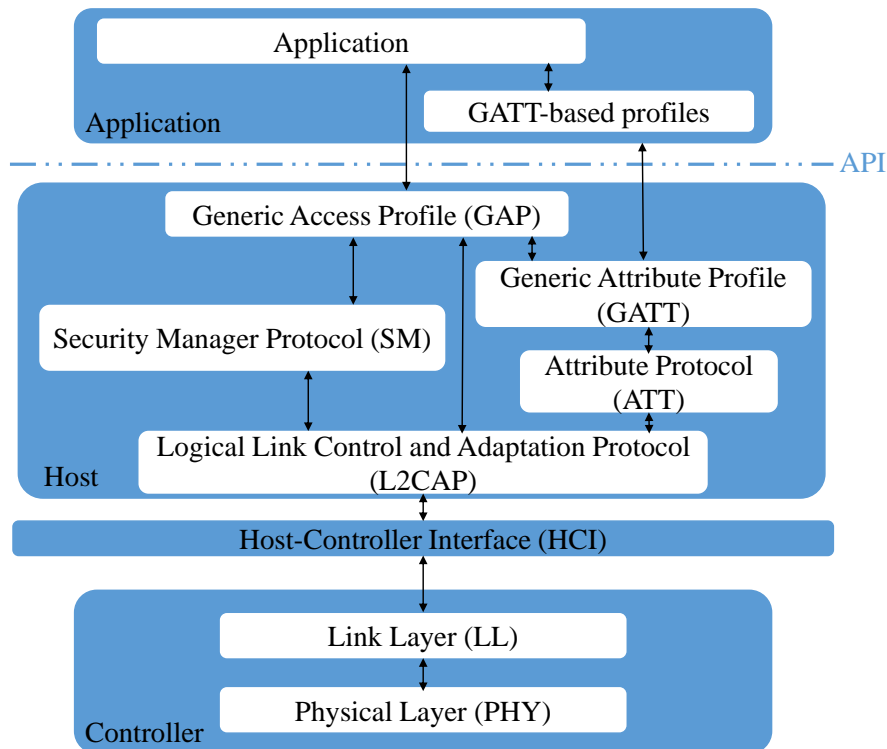 Application
GATT-based profiles
Application
API
Generic Access Profile (GAP)
Generic Attribute Profile
(GATT)
Security Manager Protocol (SM)
Attribute Protocol
(ATT)
Logical Link Control and Adaptation Protocol
(L2CAP)
Host
Host-Controller Interface (HCI)
Link Layer (LL)
Physical Layer (PHY)
Controller